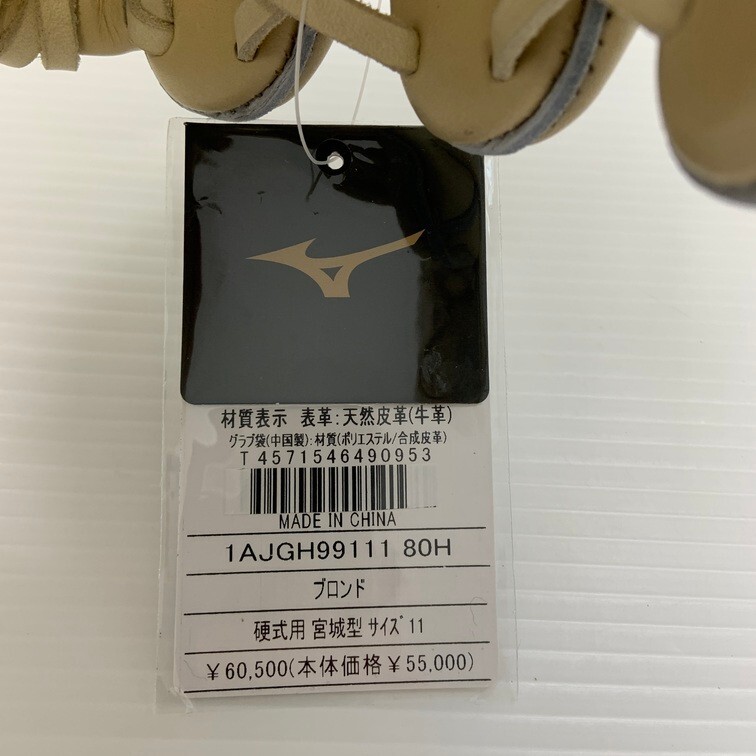 材質表示 表革:天然皮革(牛革)
グラブ袋(中国製):材質(ポリエステル/合成皮革)
T 4571546490953
MADE IN CHINA
1AJGH99111 80H
ブロンド
硬式用 宮城型 サイズ 11
￥60,500(本体価格￥55,000)